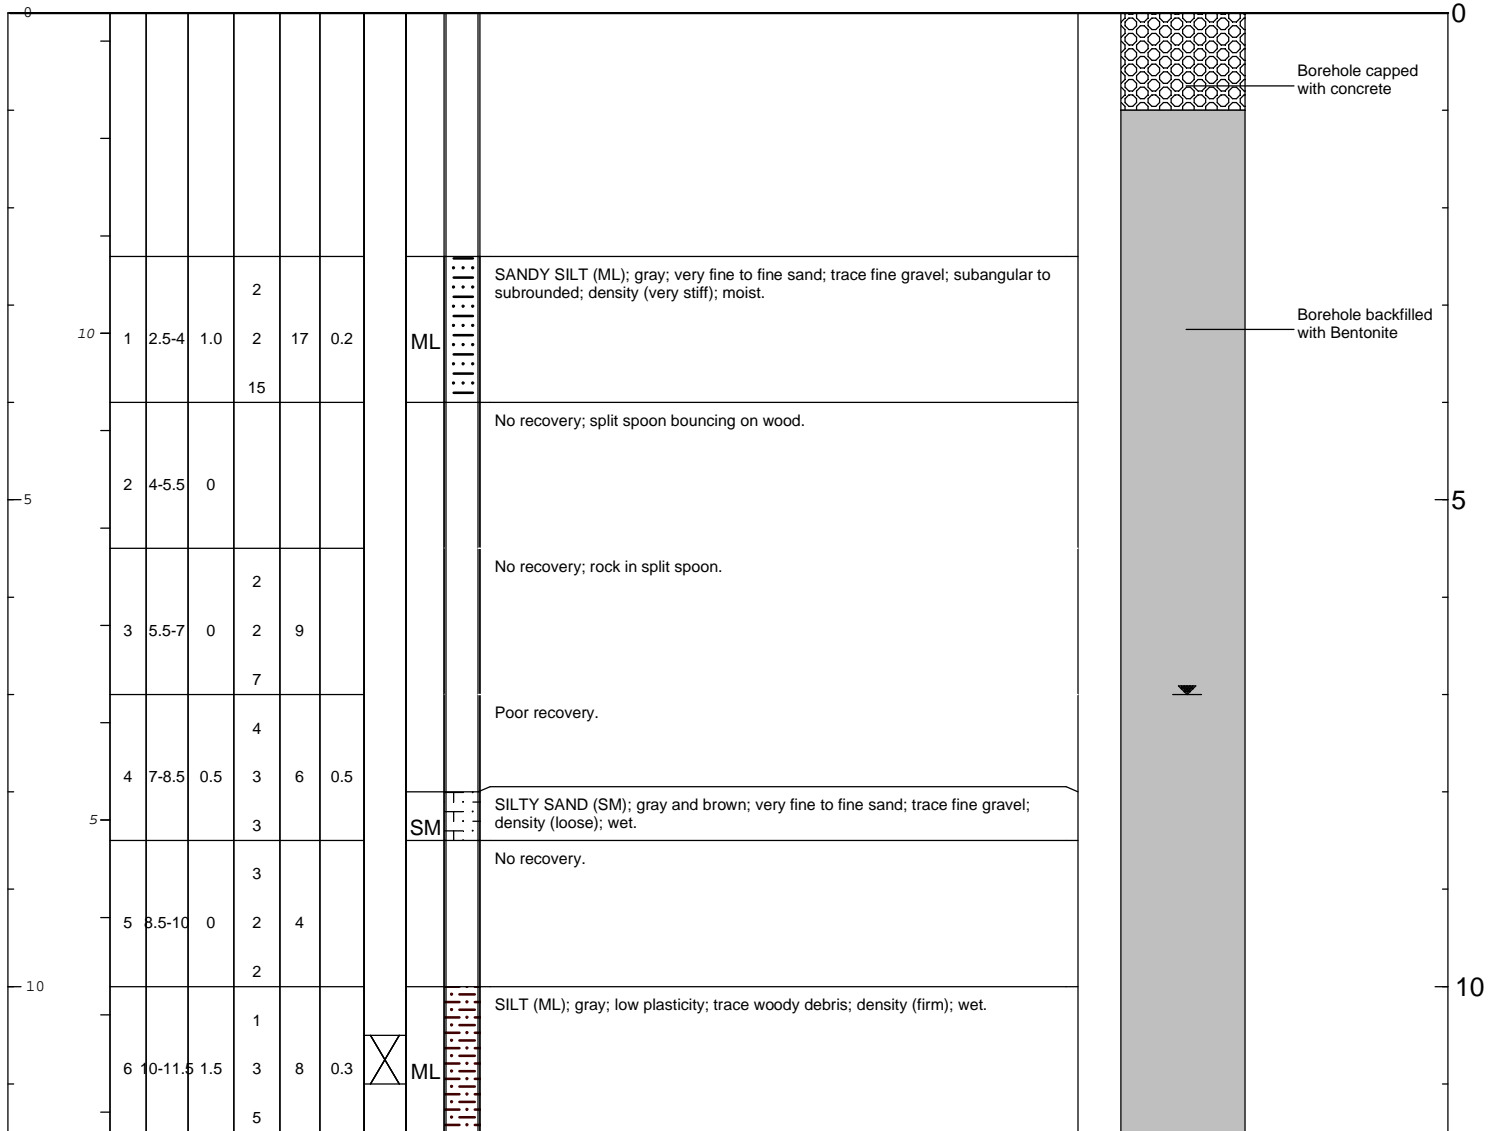 0
0
Borehole capped
with concrete
SANDY SILT (ML); gray; very fine to fine sand; trace fine gravel; subangular to
subrounded; density (very stiff); moist.
2
10 1 2.5-4 1.0 2 17 0.2 ML
15
Borehole backfilled
with Bentonite
No recovery; split spoon bouncing on wood.
2 4-5.5 0
5
5
No recovery; rock in split spoon.
2
3 5.5-7 0 2 9
7
Poor recovery.
4
4 7-8.5 0.5 3 6 0.5
SILTY SAND (SM); gray and brown; very fine to fine sand; trace fine gravel;
density (loose); wet.
5 3 SM
No recovery.
3
5 8.5-10 0 2 4
2
10
10
SILT (ML); gray; low plasticity; trace woody debris; density (firm); wet.
1
6 10-11.5 1.5 3 8 0.3 ML
5